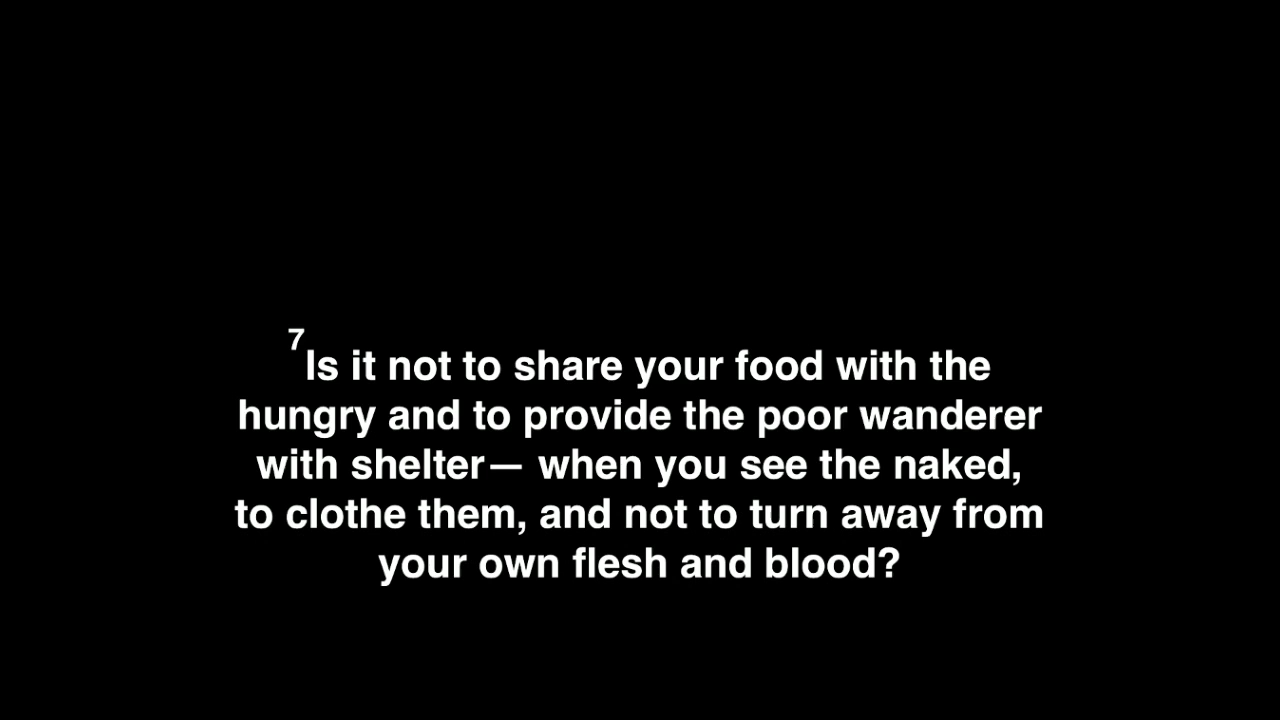 7Is it not to share your food with the
hungry and to provide the poor wanderer
with shelter— when you see the naked,
to clothe them, and not to turn away from
your own flesh and blood?